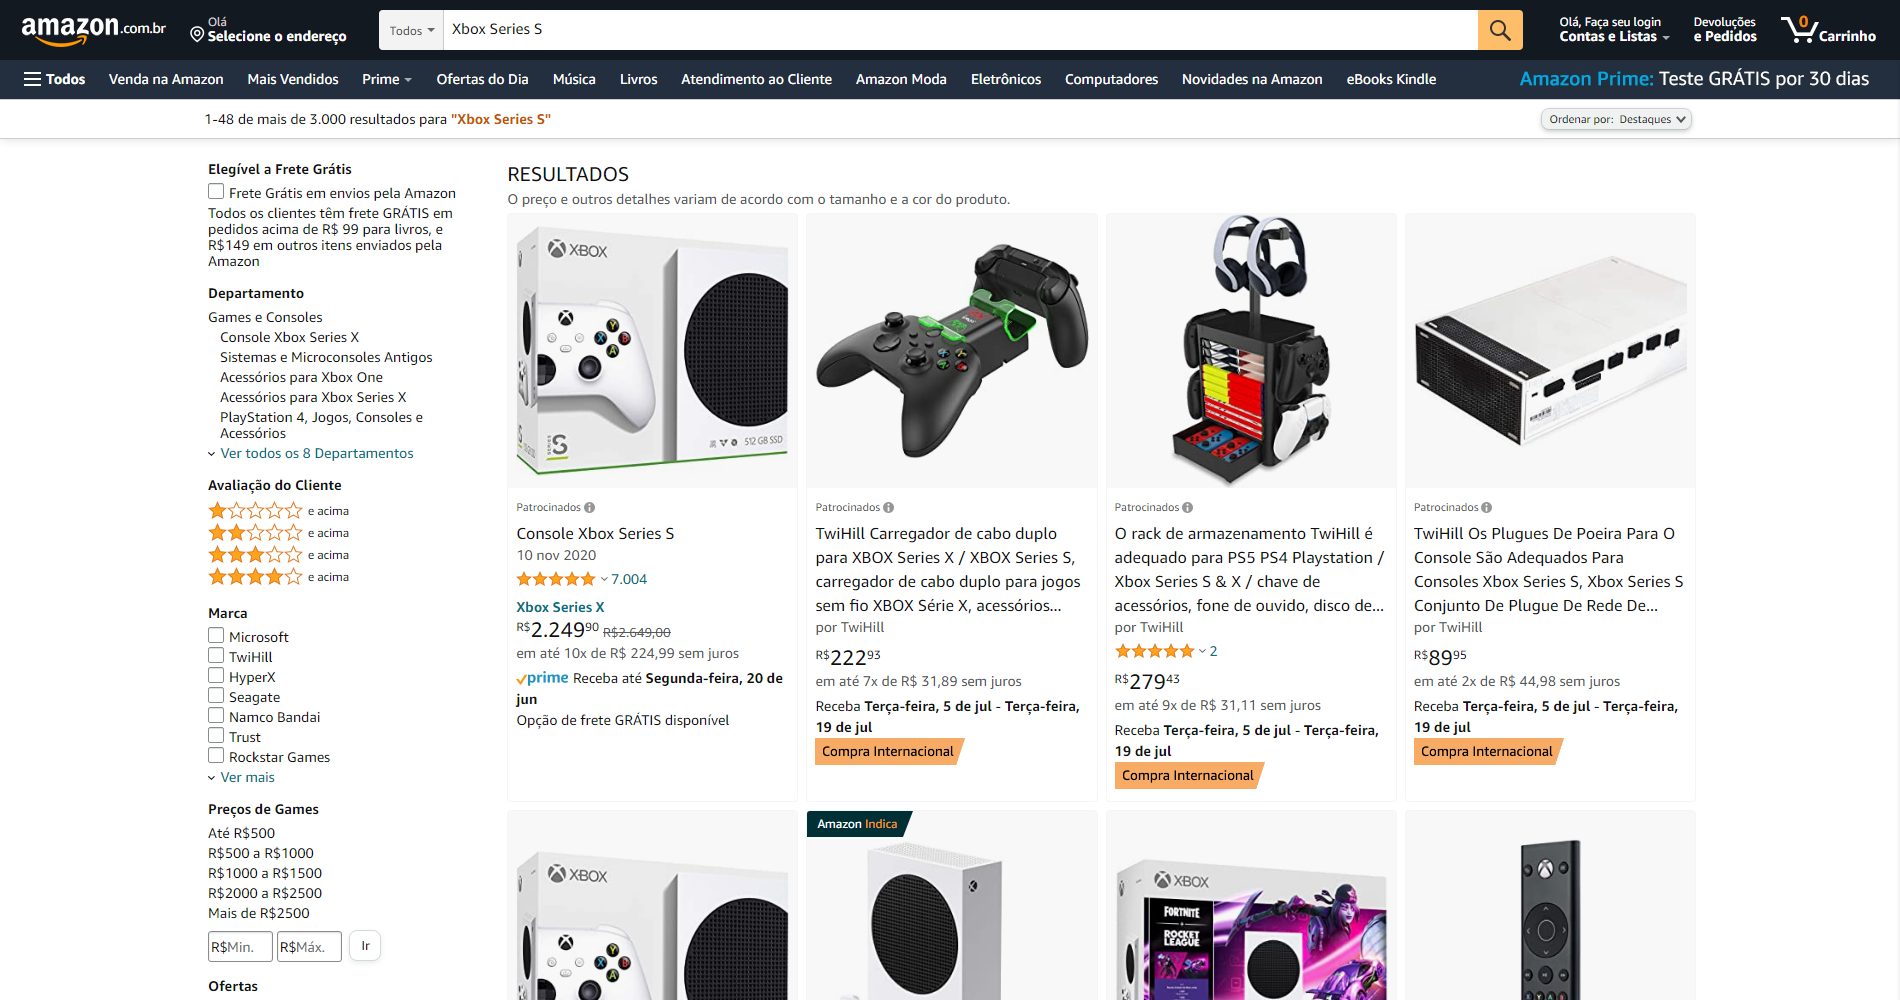 amazon.com.br
Olá
Selecione o endereço
Todos
Xbox Series S
Olá, Faça seu login
Contas e Listas
Devoluções
e Pedidos
0
Carrinho
Todos
Venda na Amazon
Mais Vendidos
Prime
Ofertas do Dia
Música
Livros
Atendimento ao Cliente
Amazon Moda
Eletrônicos
Computadores
Novidades na Amazon
eBooks Kindle
Amazon Prime: Teste GRÁTIS por 30 dias
1-48 de mais de 3.000 resultados para "Xbox Series S"
Ordenar por: Destaques
Elegível a Frete Grátis
Frete Grátis em envios pela Amazon
Todos os clientes têm frete GRÁTIS em
pedidos acima de R$ 99 para livros, e
R$149 em outros itens enviados pela
Amazon
Departamento
Games e Consoles
Console Xbox Series X
Sistemas e Microconsoles Antigos
Acessórios para Xbox One
Acessórios para Xbox Series X
PlayStation 4, Jogos, Consoles e
Acessórios
Ver todos os 8 Departamentos
Avaliação do Cliente
e acima
e acima
e acima
e acima
Marca
Microsoft
TwiHill
HyperX
Seagate
Namco Bandai
Trust
Rockstar Games
Ver mais
Preços de Games
Até R$500
R$500 a R$1000
R$1000 a R$1500
R$2000 a R$2500
Mais de R$2500
R$Min.
R$Máx.
Ir
Ofertas
RESULTADOS
O preço e outros detalhes variam de acordo com o tamanho e a cor do produto.
XBOX
Y
X
B
A
SERIES
S
512 GB SSD
Patrocinados
Console Xbox Series S
10 nov 2020
7.004
Xbox Series X
R$2.24990 R$2.649,00
em até 10x de R$ 224,99 sem juros
prime Receba até Segunda-feira, 20 de
jun
Opção de frete GRÁTIS disponível
Patrocinados
TwiHill Carregador de cabo duplo
para XBOX Series X / XBOX Series S,
carregador de cabo duplo para jogos
sem fio XBOX Série X, acessórios...
por TwiHill
R$22293
em até 7x de R$ 31,89 sem juros
Receba Terça-feira, 5 de jul - Terça-feira,
19 de jul
Compra Internacional
Patrocinados
O rack de armazenamento TwiHill é
adequado para PS5 PS4 Playstation /
Xbox Series S & X / chave de
acessórios, fone de ouvido, disco de...
por TwiHill
2
R$27943
em até 9x de R$ 31,11 sem juros
Receba Terça-feira, 5 de jul - Terça-feira,
19 de jul
Compra Internacional
Patrocinados
TwiHill Os Plugues De Poeira Para O
Console São Adequados Para
Consoles Xbox Series S, Xbox Series S
Conjunto De Plugue De Rede De...
por TwiHill
R$8995
em até 2x de R$ 44,98 sem juros
Receba Terça-feira, 5 de jul - Terça-feira,
19 de jul
Compra Internacional
XBOX
Y
X
B
A
Amazon Indica
XBOX
FORTNITE
ROCKET
LEAGUE